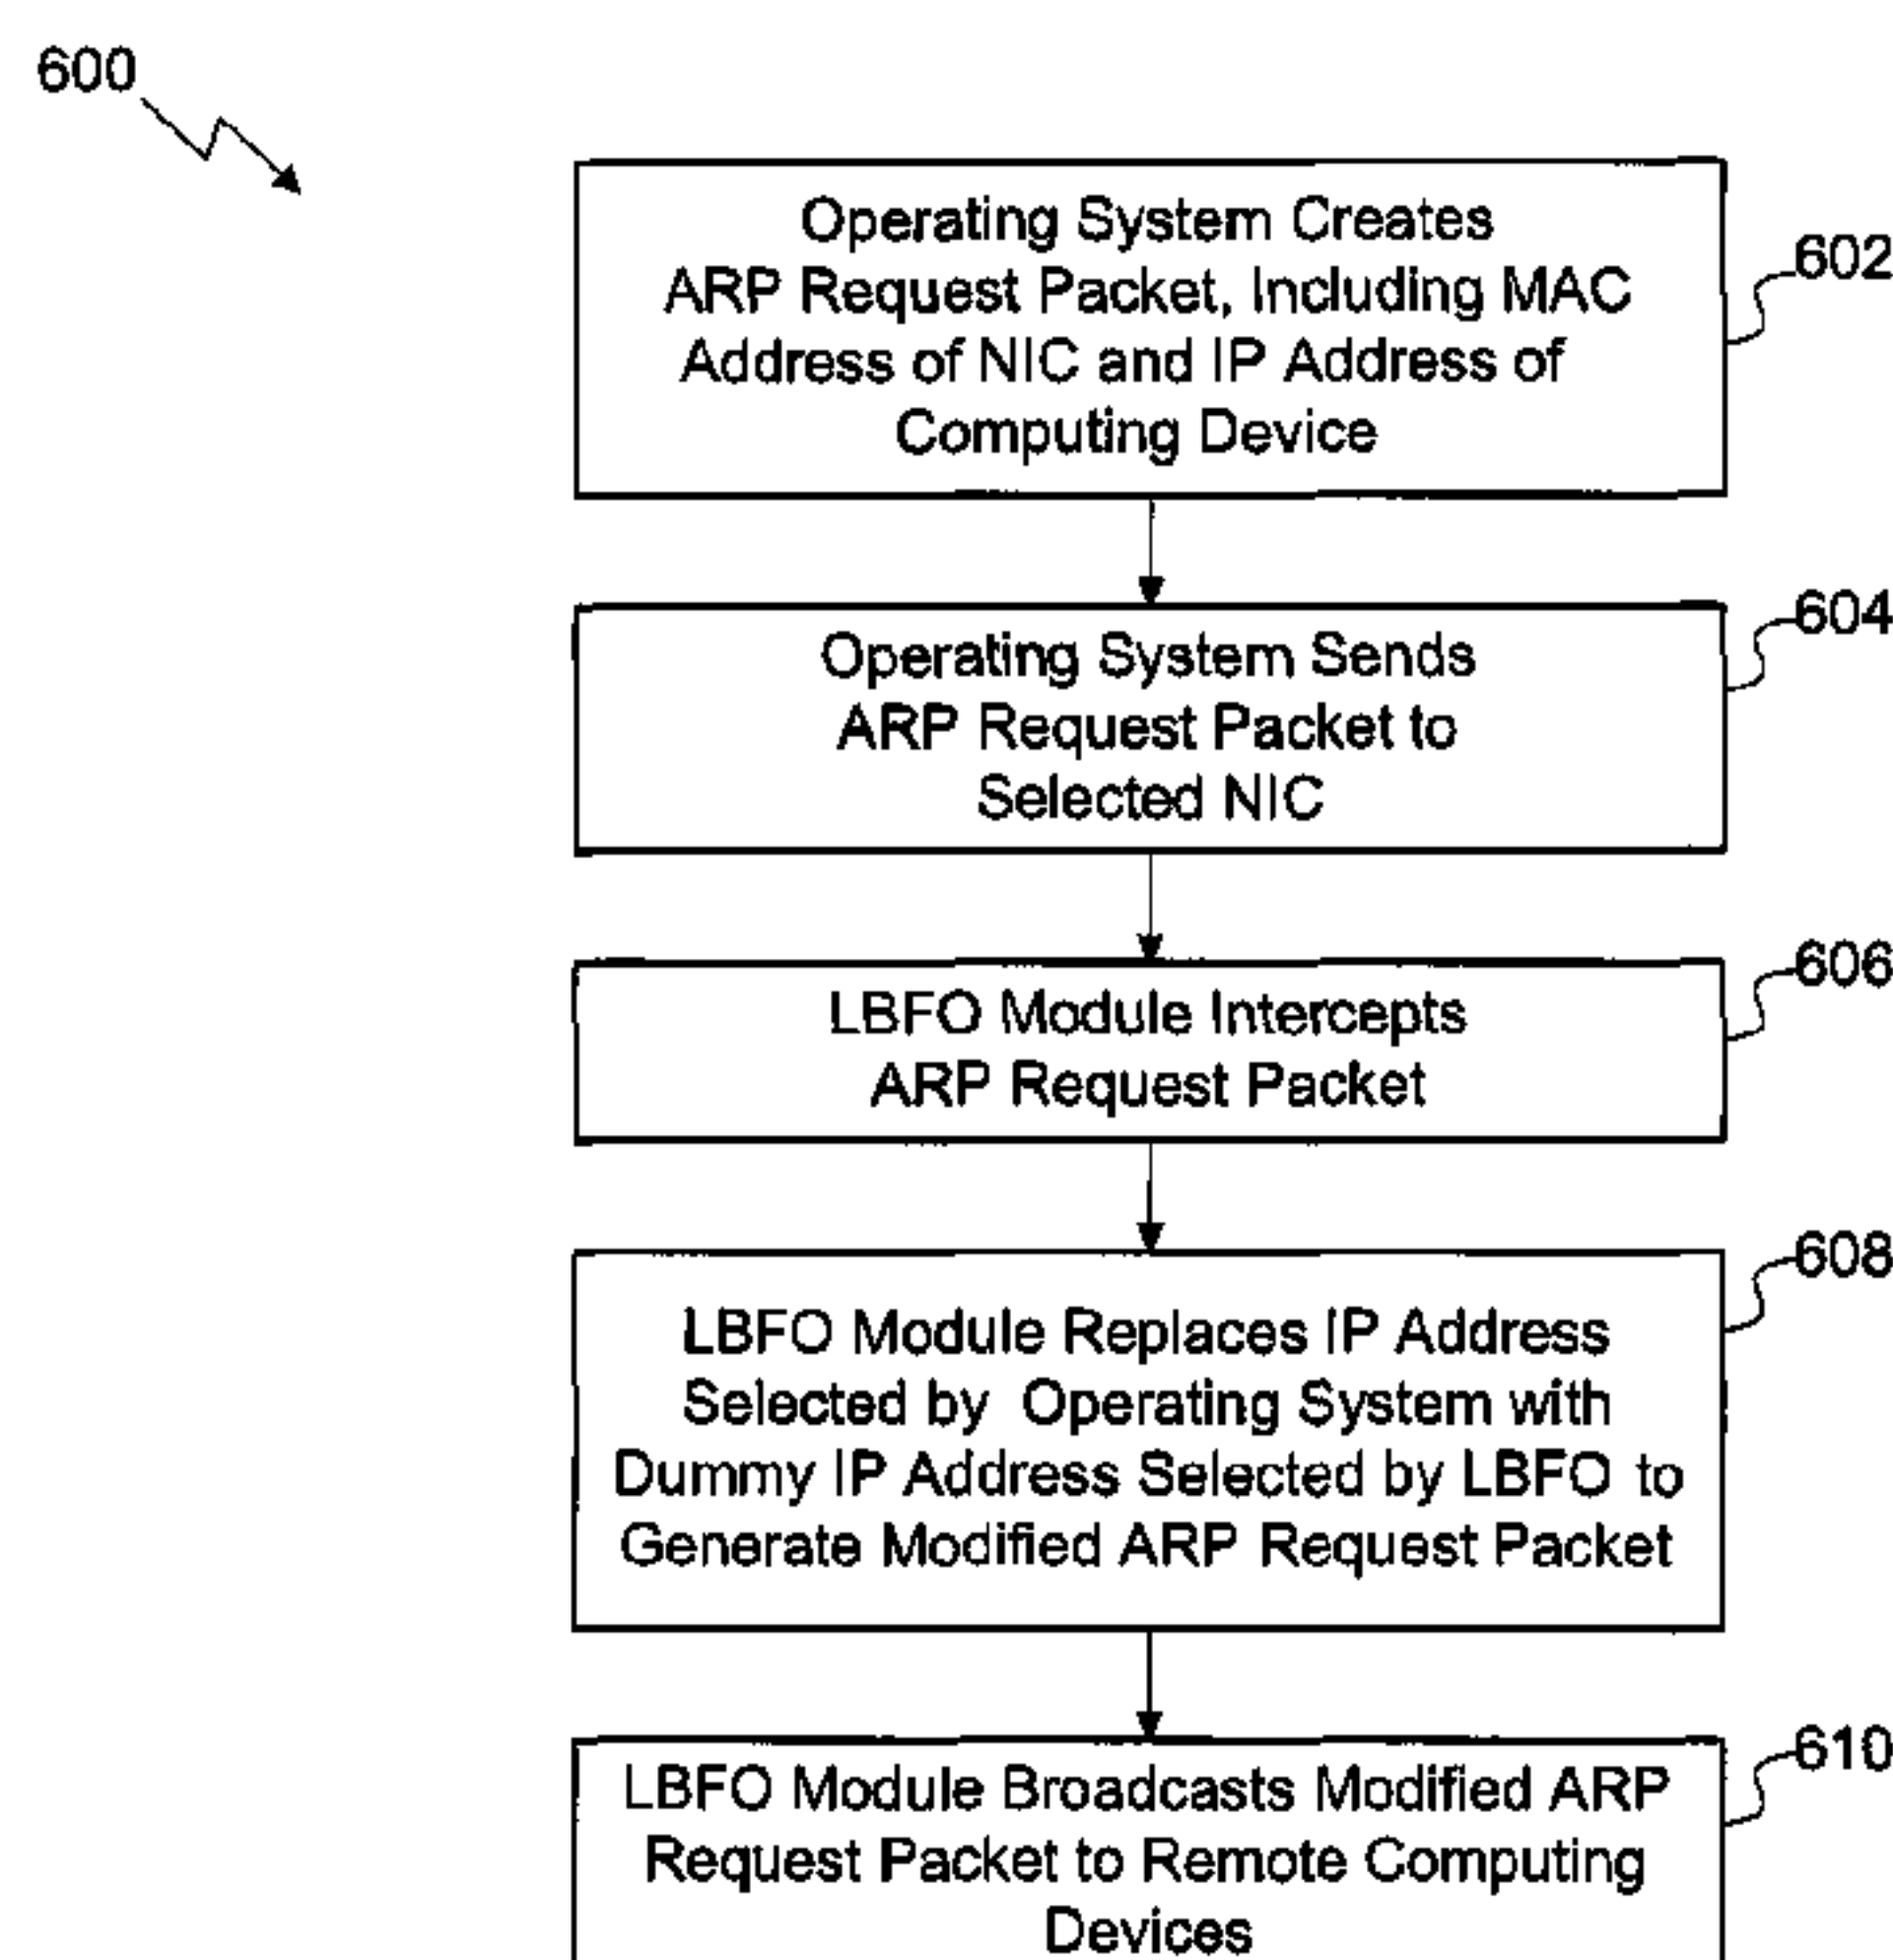 600
Operating System Creates
ARP Request Packet, Including MAC
Address of NIC and IP Address of
Computing Device
602
Operating System Sends
ARP Request Packet to
Selected NIC
604
LBFO Module Intercepts
ARP Request Packet
606
LBFO Module Replaces IP Address
Selected by Operating System with
Dummy IP Address Selected by LBFO to
Generate Modified ARP Request Packet
608
LBFO Module Broadcasts Modified ARP
Request Packet to Remote Computing
Devices
610